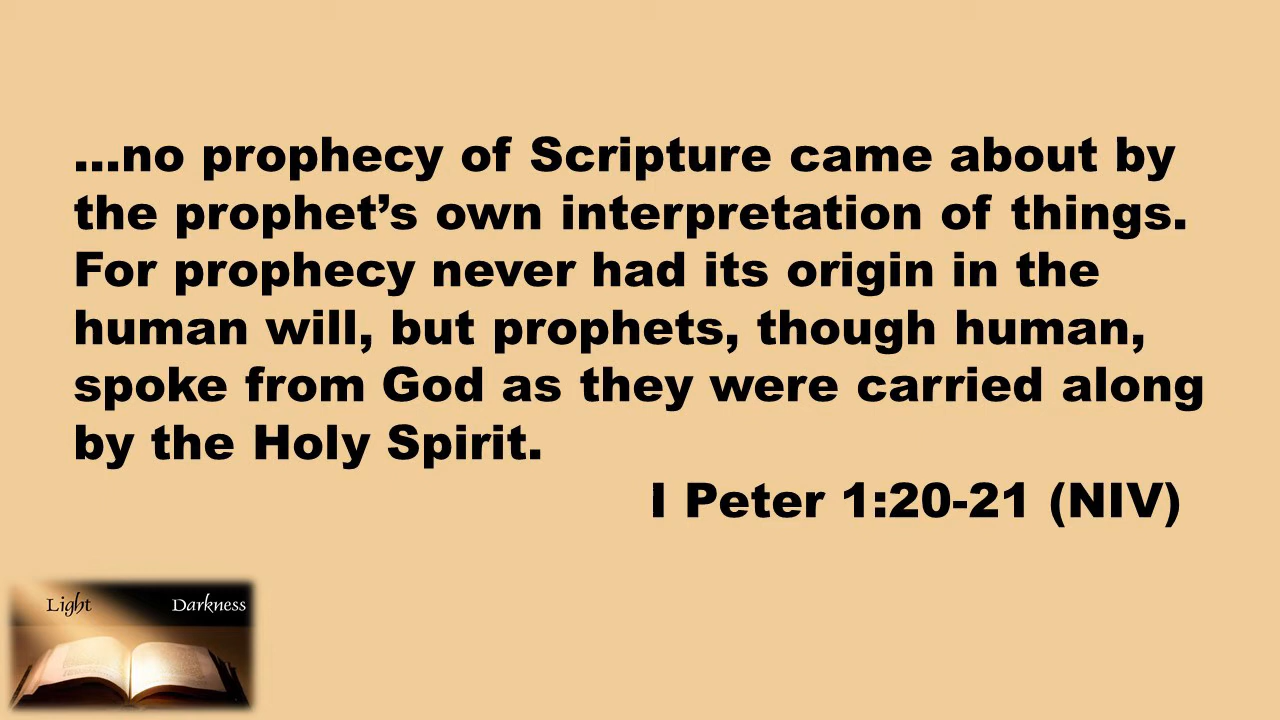 ...no prophecy of Scripture came about by
the prophet’s own interpretation of things.
For prophecy never had its origin in the
human will, but prophets, though human,
spoke from God as they were carried along
by the Holy Spirit.
I Peter 1:20-21 (NIV)
Light Darkness